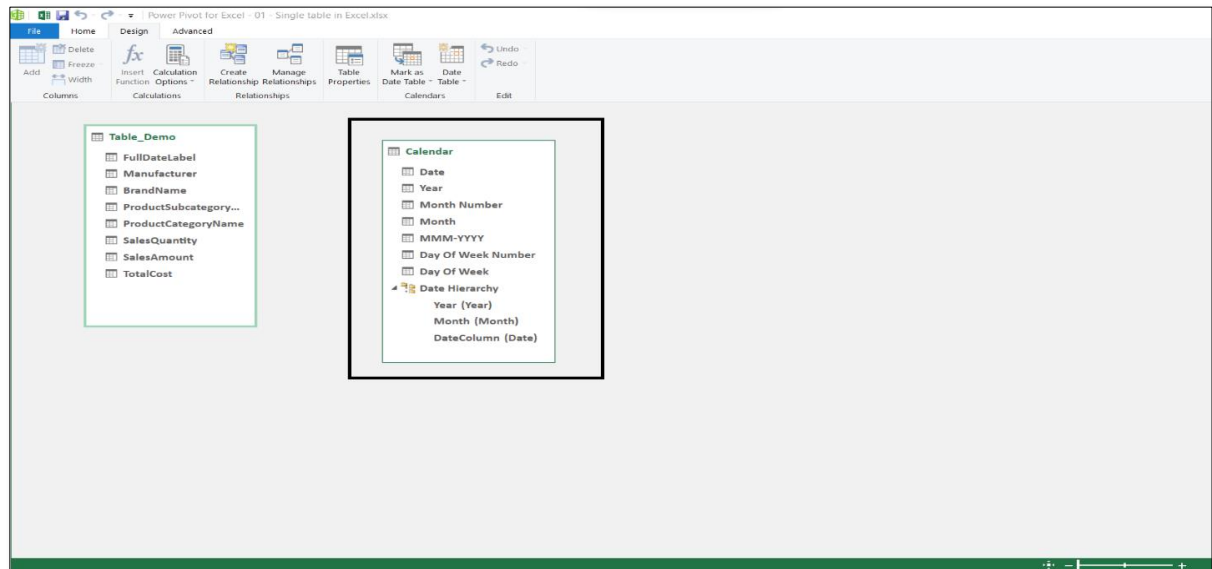 Power Pivot for Excel - 01 - Single table in Excel.xlsx
File Home Design Advanced
Add
Delete
Freeze
Width
Columns
Insert Function
Calculation Options
Calculations
Create Relationship
Manage Relationships
Relationships
Table Properties
Mark as Date Table
Date Table
Calendars
Undo
Redo
Edit
Table_Demo
FullDateLabel
Manufacturer
BrandName
ProductSubcategory...
ProductCategoryName
SalesQuantity
SalesAmount
TotalCost
Calendar
Date
Year
Month Number
Month
MMM-YYYY
Day Of Week Number
Day Of Week
Date Hierarchy
Year (Year)
Month (Month)
DateColumn (Date)